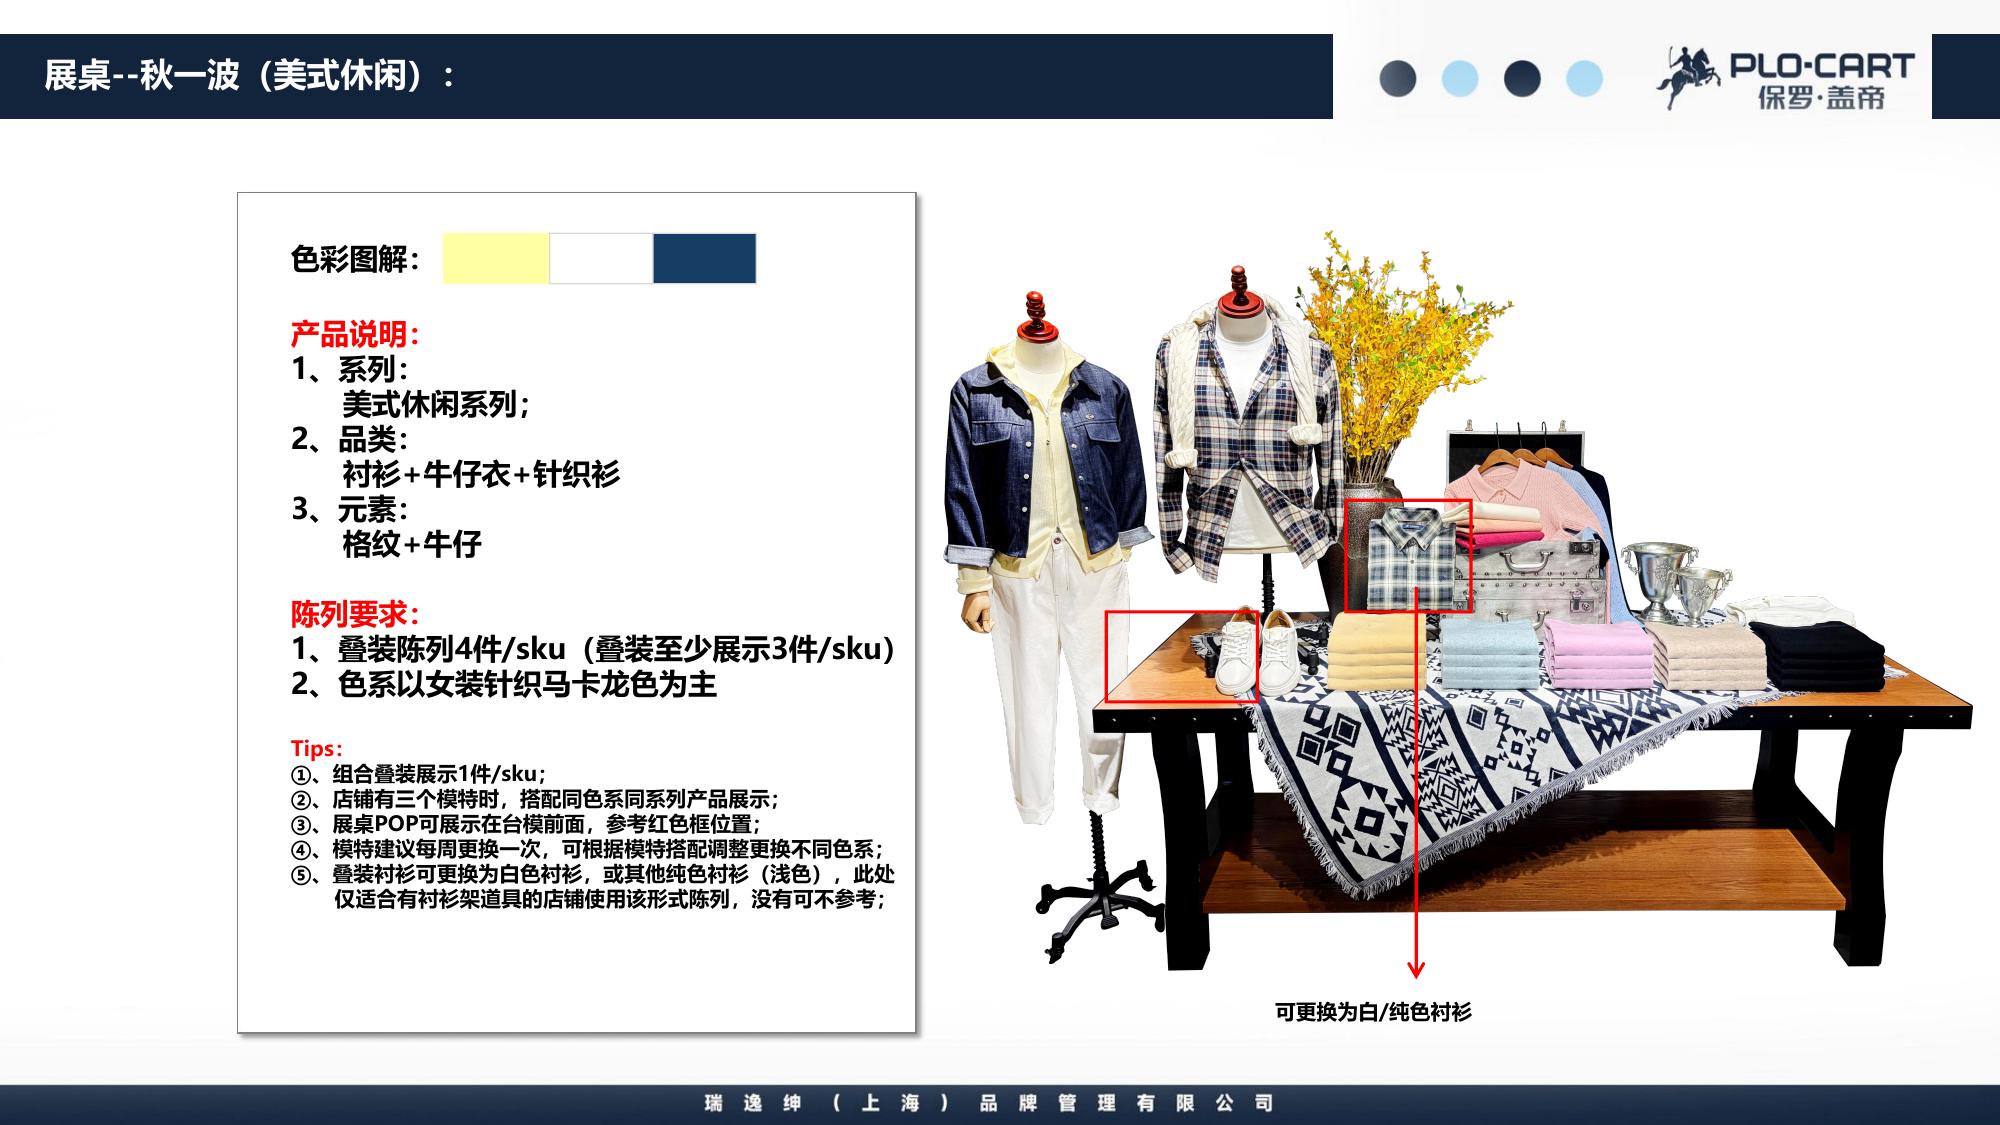 展桌--秋一波（美式休闲）：
PLO·CART
保罗·盖帝
色彩图解：
产品说明：
1、系列：
美式休闲系列；
2、品类：
衬衫+牛仔衣+针织衫
3、元素：
格纹+牛仔
陈列要求：
1、叠装陈列4件/sku（叠装至少展示3件/sku）
2、色系以女装针织马卡龙色为主
Tips：
①、组合叠装展示1件/sku；
②、店铺有三个模特时，搭配同色系同系列产品展示；
③、展桌POP可展示在台模前面，参考红色框位置；
④、模特建议每周更换一次，可根据模特搭配调整更换不同色系；
⑤、叠装衬衫可更换为白色衬衫，或其他纯色衬衫（浅色），此处
仅适合有衬衫架道具的店铺使用该形式陈列，没有可不参考；
可更换为白/纯色衬衫
瑞逸绅（上海）品牌管理有限公司